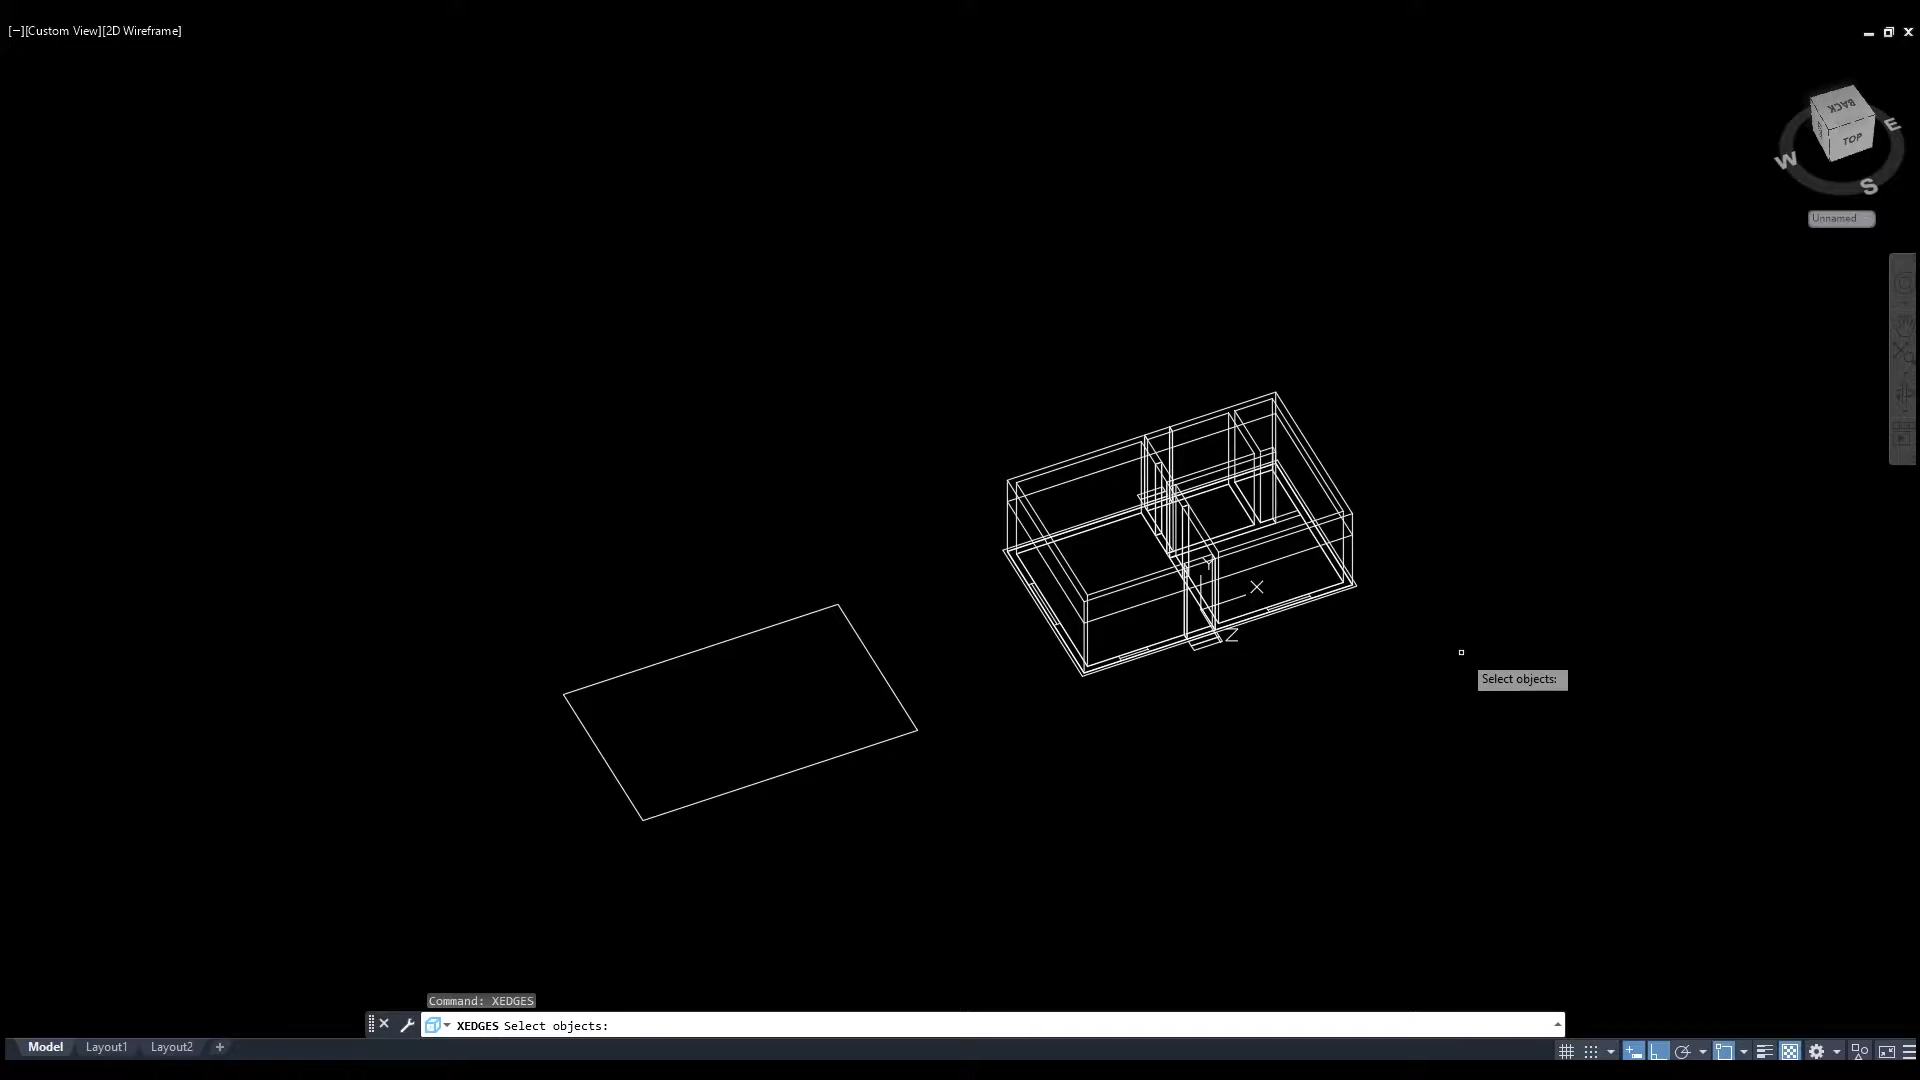 [−][Custom View][2D Wireframe]
BACK
TOP
E
W
S
Unnamed
Y
X
Z
Select objects:
Command: XEDGES
XEDGES Select objects:
Model Layout1 Layout2 +